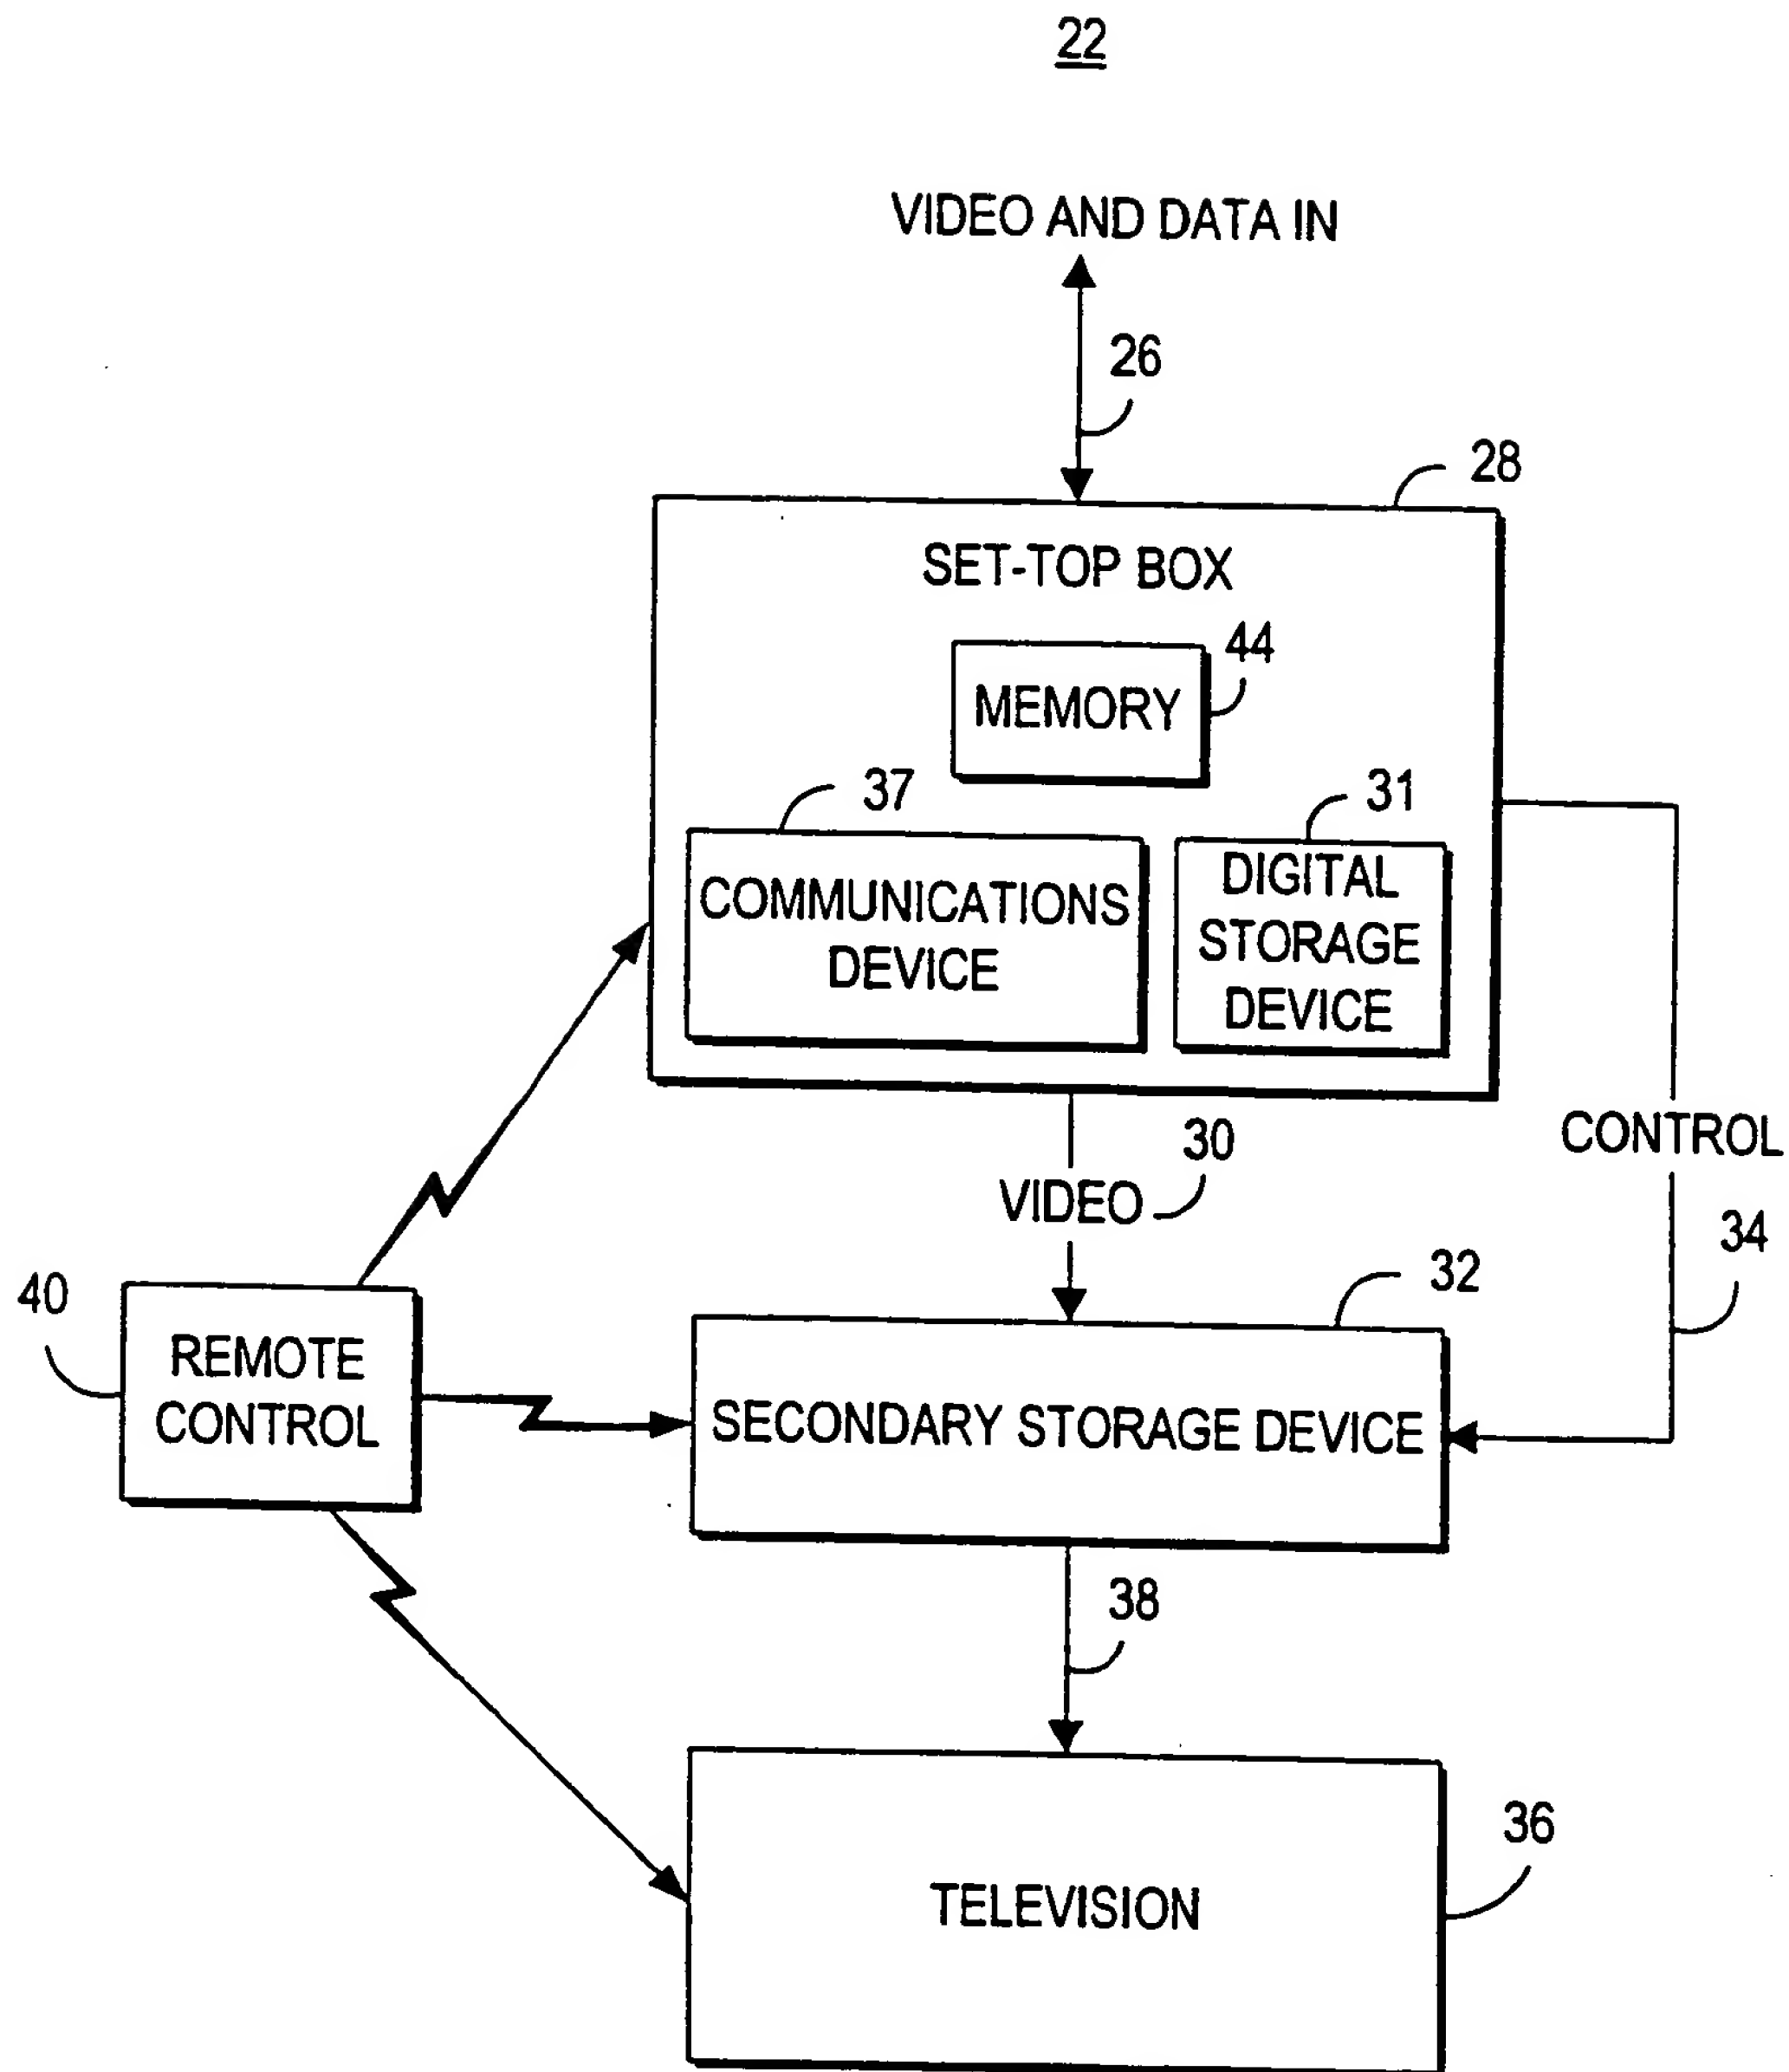 22
VIDEO AND DATA IN
26
28
SET-TOP BOX
44
MEMORY
37
31
COMMUNICATIONS
DEVICE
DIGITAL
STORAGE
DEVICE
30
VIDEO
CONTROL
34
32
40
REMOTE
CONTROL
SECONDARY STORAGE DEVICE
38
36
TELEVISION